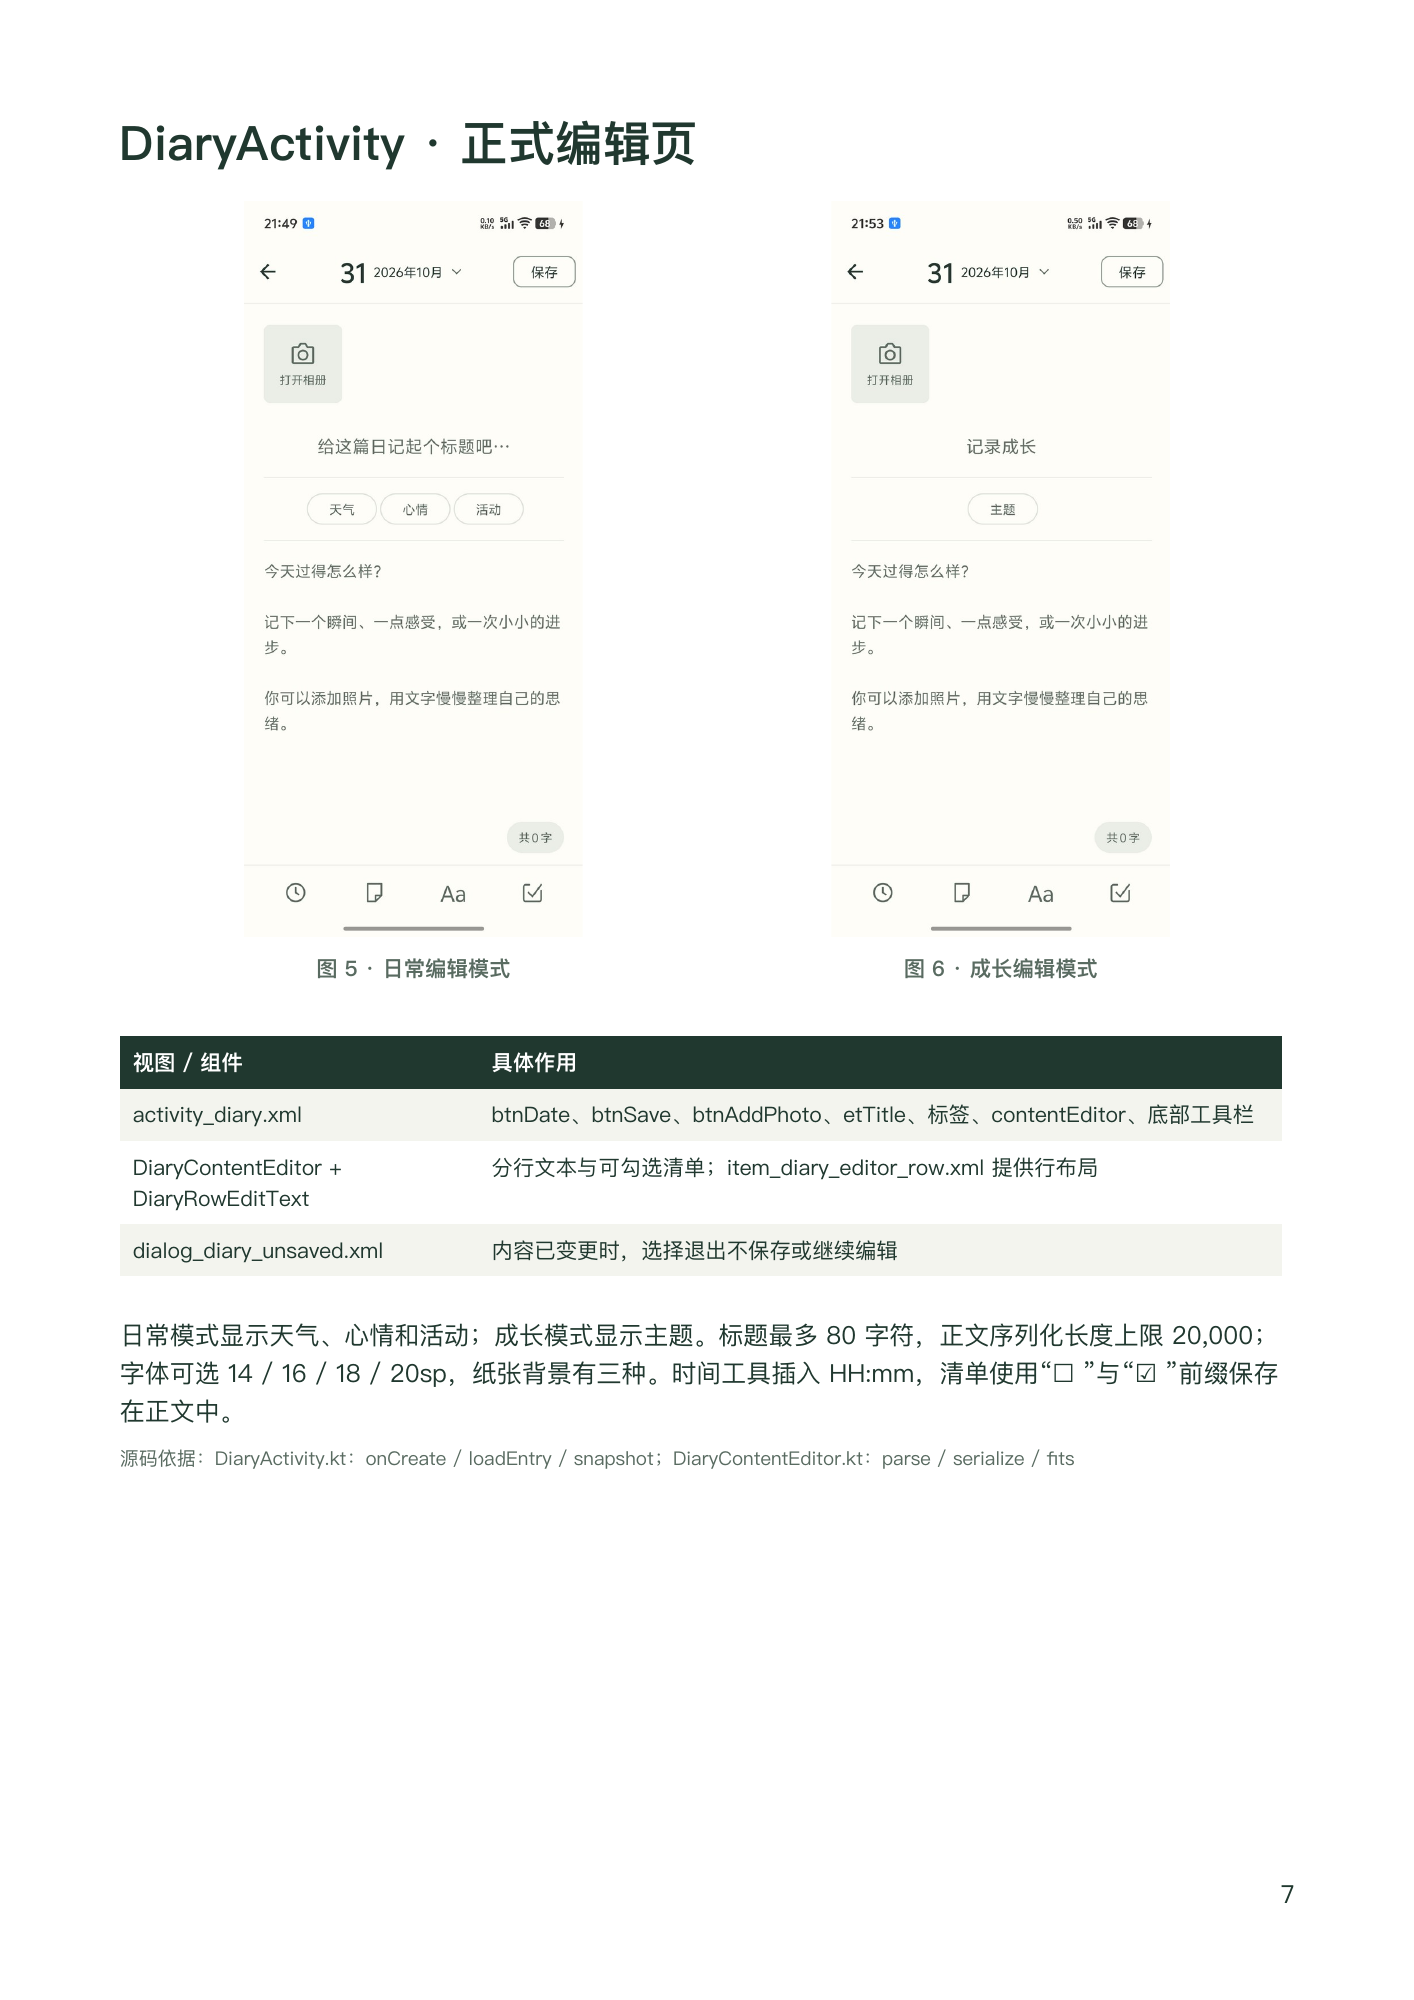 DiaryActivity · 正式编辑页
21:49
0.10 KB/s 5G 68
31 2026年10月
保存
打开相册
给这篇日记起个标题吧…
天气 心情 活动
今天过得怎么样？
记下一个瞬间、一点感受，或一次小小的进
步。
你可以添加照片，用文字慢慢整理自己的思
绪。
共0字
Aa
图 5 · 日常编辑模式
21:53
0.50 KB/s 5G 68
31 2026年10月
保存
打开相册
记录成长
主题
今天过得怎么样？
记下一个瞬间、一点感受，或一次小小的进
步。
你可以添加照片，用文字慢慢整理自己的思
绪。
共0字
Aa
图 6 · 成长编辑模式
视图 / 组件 具体作用
activity_diary.xml btnDate、btnSave、btnAddPhoto、etTitle、标签、contentEditor、底部工具栏
DiaryContentEditor + 分行文本与可勾选清单；item_diary_editor_row.xml 提供行布局
DiaryRowEditText
dialog_diary_unsaved.xml 内容已变更时，选择退出不保存或继续编辑
日常模式显示天气、心情和活动；成长模式显示主题。标题最多 80 字符，正文序列化长度上限 20,000；
字体可选 14 / 16 / 18 / 20sp，纸张背景有三种。时间工具插入 HH:mm，清单使用“☐ ”与“☑ ”前缀保存
在正文中。
源码依据：DiaryActivity.kt：onCreate / loadEntry / snapshot；DiaryContentEditor.kt：parse / serialize / fits
7